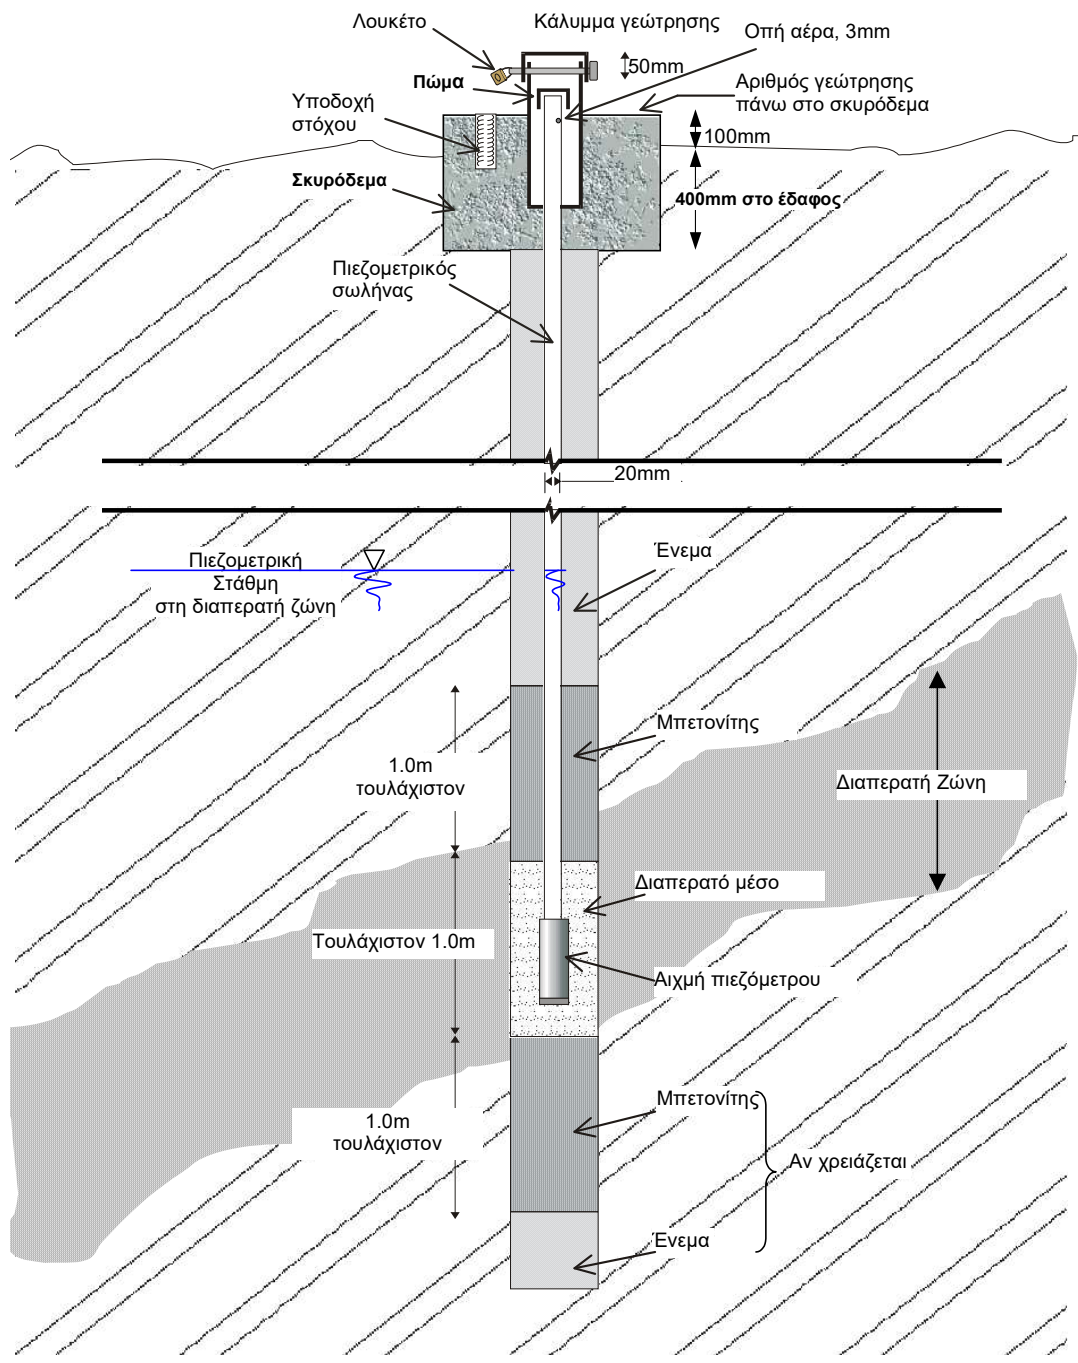 Λουκέτο
Κάλυμμα γεώτρησης
Οπή αέρα, 3mm
50mm
Πώμα
Αριθμός γεώτρησης
πάνω στο σκυρόδεμα
Υποδοχή
στόχου
100mm
Σκυρόδεμα
400mm στο έδαφος
Πιεζομετρικός
σωλήνας
20mm
Πιεζομετρική
Στάθμη
στη διαπερατή ζώνη
Ένεμα
Μπετονίτης
1.0m
τουλάχιστον
Διαπερατή Ζώνη
Διαπερατό μέσο
Τουλάχιστον 1.0m
Αιχμή πιεζόμετρου
Μπετονίτης
1.0m
τουλάχιστον
Αν χρειάζεται
Ένεμα